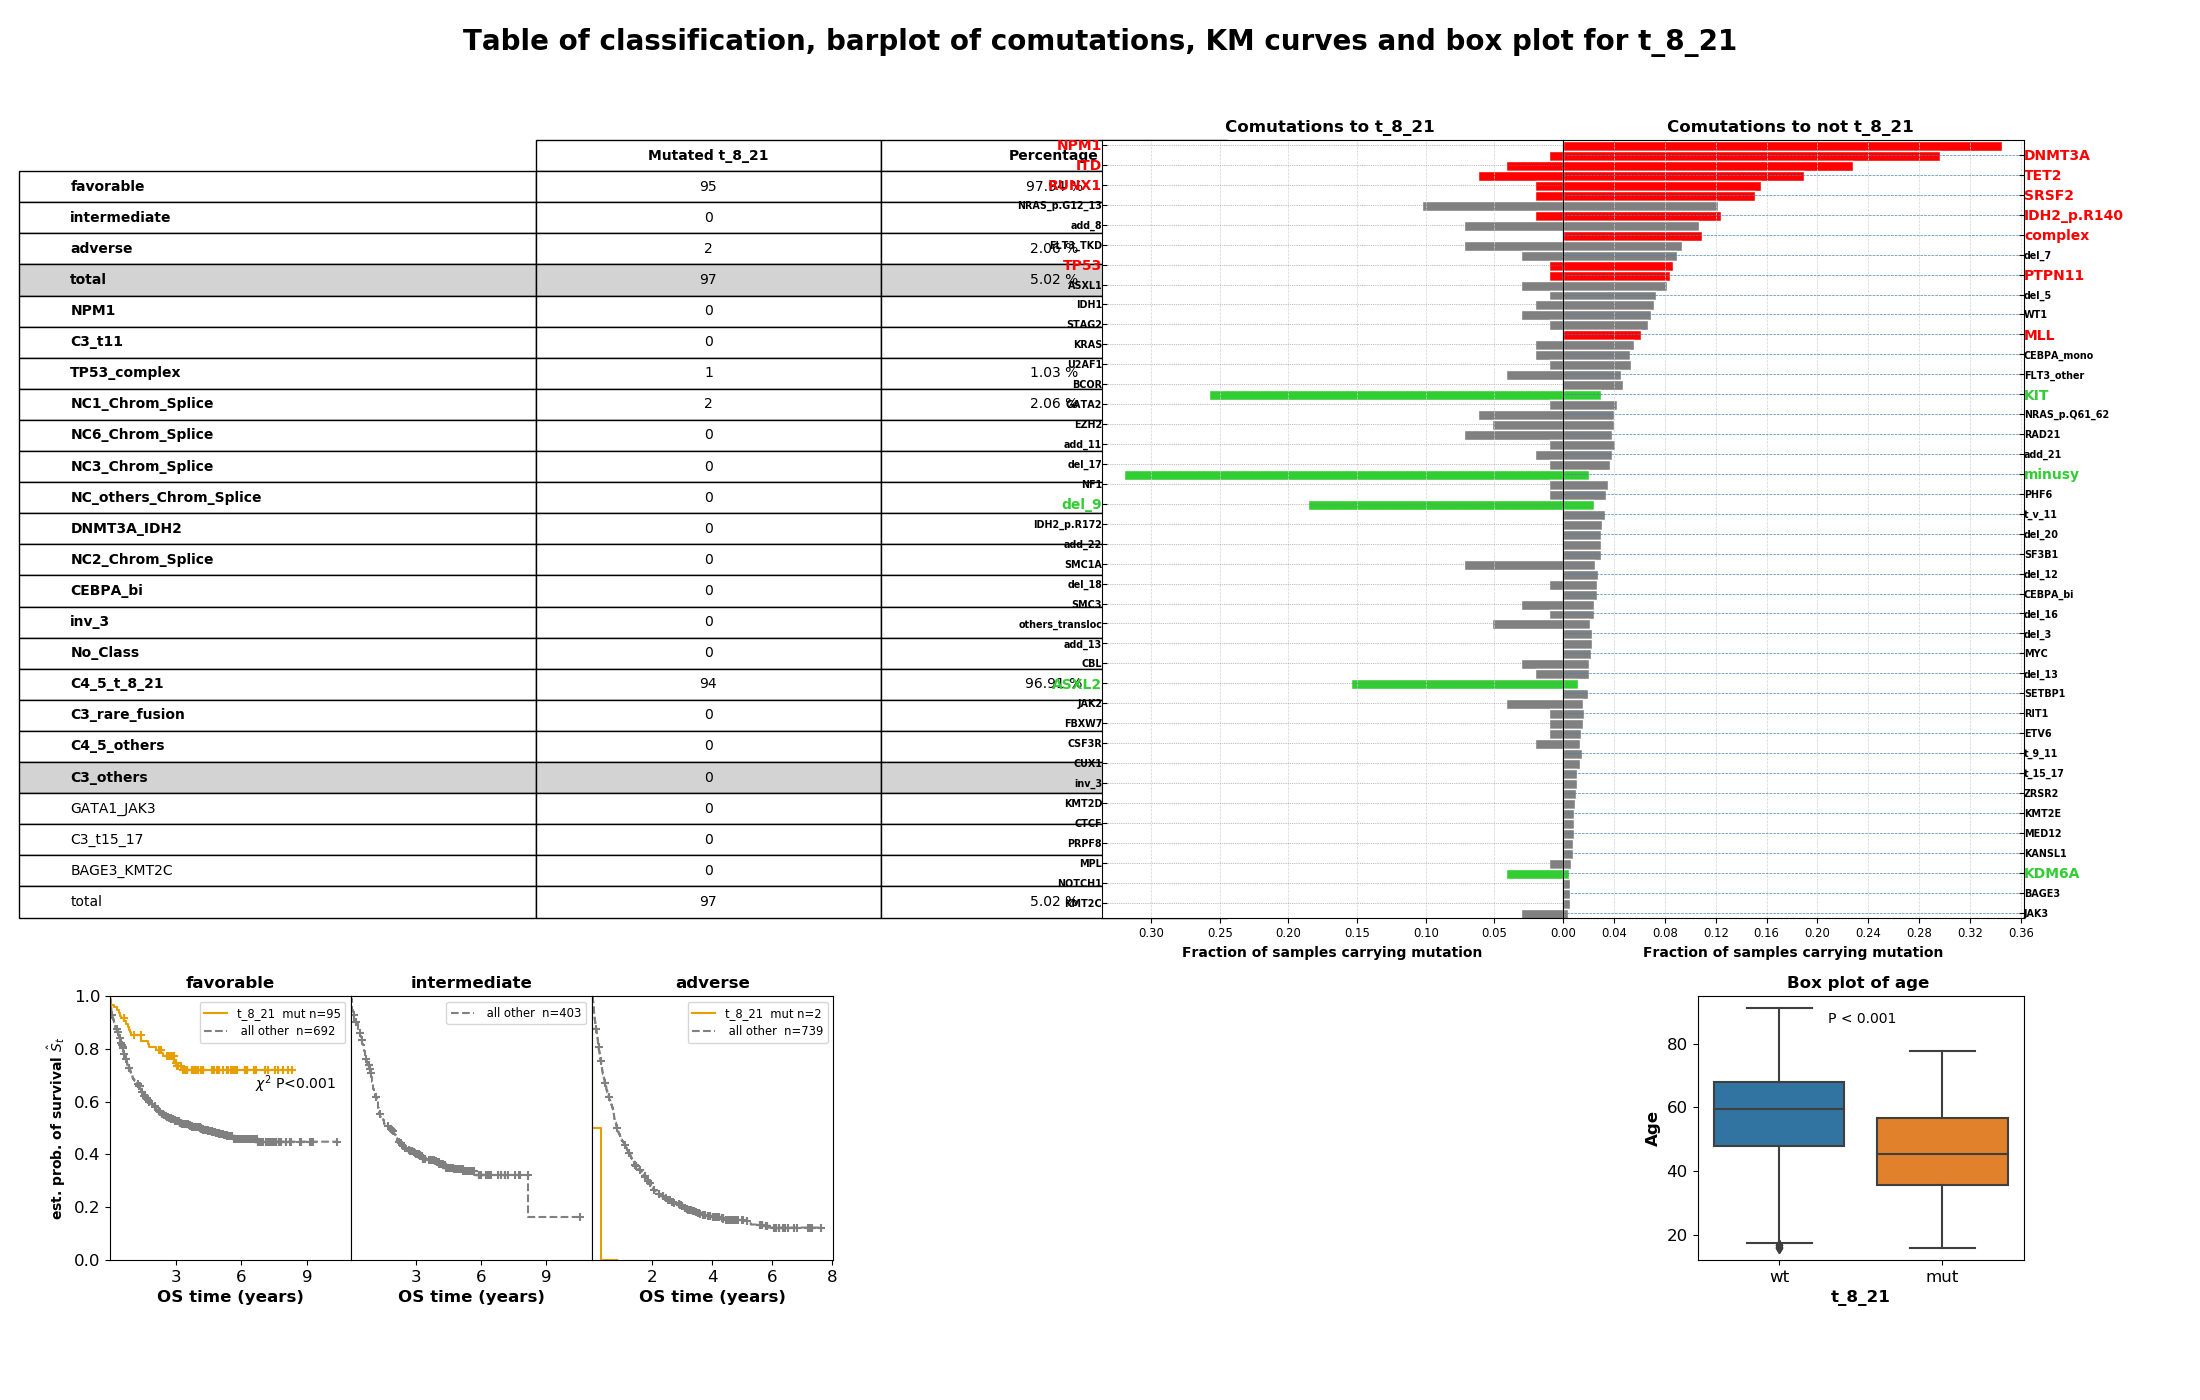 Table of classification, barplot of comutations, KM curves and box plot for t_8_21
Mutated t_8_21 Percentage
favorable 95
intermediate 0
adverse 2 2.06 %
total 97 5.02 %
NPM1 0
C3_t11 0
TP53_complex 1 1.03 %
NC1_Chrom_Splice 2 2.06 %
NC6_Chrom_Splice 0
NC3_Chrom_Splice 0
NC_others_Chrom_Splice 0
DNMT3A_IDH2 0
NC2_Chrom_Splice 0
CEBPA_bi 0
inv_3 0
No_Class 0
C4_5_t_8_21 94 96.91 %
C3_rare_fusion 0
C4_5_others 0
C3_others 0
GATA1_JAK3 0
C3_t15_17 0
BAGE3_KMT2C 0
total 97 5.02 %
Comutations to t_8_21
NPM1
ITD
RUNX1
NRAS_p.G12_13
add_8
FLT3_TKD
TP53
ASXL1
IDH1
STAG2
KRAS
U2AF1
BCOR
GATA2
EZH2
add_11
del_17
NF1
del_9
IDH2_p.R172
add_22
SMC1A
del_18
SMC3
others_transloc
add_13
CBL
ASXL2
JAK2
FBXW7
CSF3R
CUX1
inv_3
KMT2D
CTCF
PRPF8
MPL
NOTCH1
KMT2C
0.30 0.25 0.20 0.15 0.10 0.05
Fraction of samples carrying mutation
Comutations to not t_8_21
DNMT3A
TET2
SRSF2
IDH2_p.R140
complex
del_7
PTPN11
del_5
WT1
MLL
CEBPA_mono
FLT3_other
KIT
NRAS_p.Q61_62
RAD21
add_21
minusy
PHF6
t_v_11
del_20
SF3B1
del_12
CEBPA_bi
del_16
del_3
MYC
del_13
SETBP1
RIT1
ETV6
t_9_11
t_15_17
ZRSR2
KMT2E
MED12
KANSL1
KDM6A
BAGE3
JAK3
0.00 0.04 0.08 0.12 0.16 0.20 0.24 0.28 0.32 0.36
Fraction of samples carrying mutation
favorable
t_8_21 mut n=95
all other n=692
χ² P<0.001
est. prob. of survival Ŝt
1.0
0.8
0.6
0.4
0.2
0.0
3 6 9
OS time (years)
intermediate
all other n=403
3 6 9
OS time (years)
adverse
t_8_21 mut n=2
all other n=739
2 4 6 8
OS time (years)
Box plot of age
P < 0.001
Age
80
60
40
20
wt mut
t_8_21